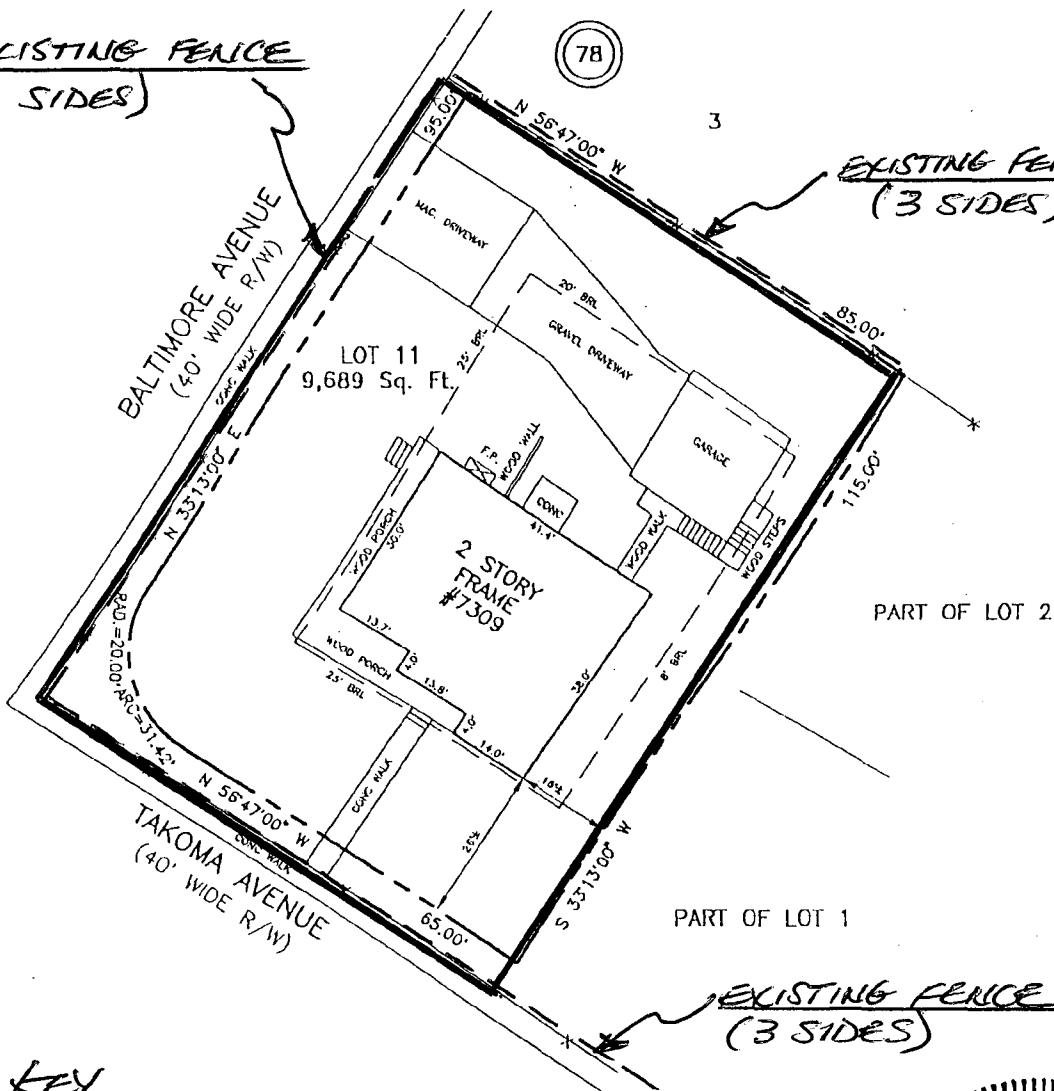 EXISTING FENCE
SIDES)
78
3
N 56°47'00" W
EXISTING FE
(3 SIDES)
95.00'
MAC. DRIVEWAY
BALTIMORE AVENUE
(40' WIDE R/W)
20' BRL
GRAVEL DRIVEWAY
85.00'
25' BRL
LOT 11
9,689 Sq. Ft.
CONC WALK
GARAGE
F.P.
WOOD WALL
CONC
115.00'
N 33°13'00" E
WOOD PORCH
30.0'
41.4'
WOOD WALK
WOOD STEPS
2 STORY
FRAME
#7309
PART OF LOT 2
13.7'
4.0'
WOOD PORCH
13.8'
25' BRL
38.0'
8' BRL
RAD.=20.00' ARC=31.42'
4.0'
14.0'
CONC WALK
N 56°47'00" W
TAKOMA AVENUE
(40' WIDE R/W)
CONC WALK
65.00'
S 33°13'00" W
PART OF LOT 1
EXISTING FENCE
(3 SIDES)
KEY